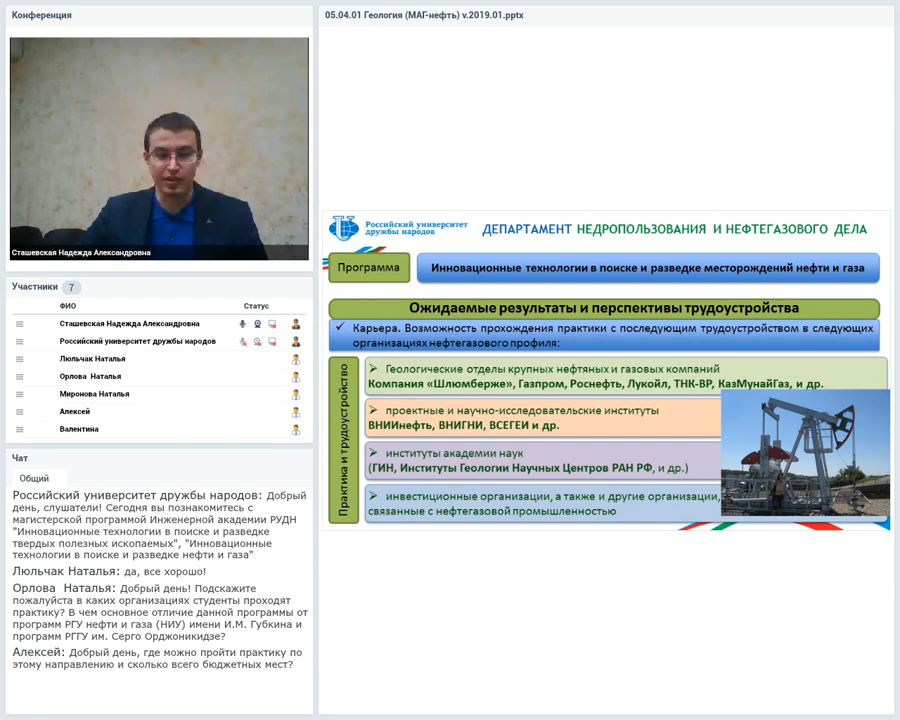 Конференция
Сташевская Надежда Александровна
Участники 7
ФИО Статус
Сташевская Надежда Александровна
Российский университет дружбы народов
Люльчак Наталья
Орлова Наталья
Миронова Наталья
Алексей
Валентина
Чат
Общий
Российский университет дружбы народов: Добрый
день, слушатели! Сегодня вы познакомитесь с
магистерской программой Инженерной академии РУДН
"Инновационные технологии в поиске и разведке
твердых полезных ископаемых", "Инновационные
технологии в поиске и разведке нефти и газа"
Люльчак Наталья: да, все хорошо!
Орлова Наталья: Добрый день! Подскажите
пожалуйста в каких организациях студенты проходят
практику? В чем основное отличие данной программы от
программ РГУ нефти и газа (НИУ) имени И.М. Губкина и
программ РГГУ им. Серго Орджоникидзе?
Алексей: Добрый день, где можно пройти практику по
этому направлению и сколько всего бюджетных мест?
05.04.01 Геология (МАГ-нефть) v.2019.01.pptx
Российский университет
дружбы народов
ДЕПАРТАМЕНТ НЕДРОПОЛЬЗОВАНИЯ И НЕФТЕГАЗОВОГО ДЕЛА
Программа
Инновационные технологии в поиске и разведке месторождений нефти и газа
Ожидаемые результаты и перспективы трудоустройства
✓ Карьера. Возможность прохождения практики с последующим трудоустройством в следующих
организациях нефтегазового профиля:
Практика и трудоустройство
➢ Геологические отделы крупных нефтяных и газовых компаний
Компания «Шлюмберже», Газпром, Роснефть, Лукойл, ТНК-ВР, КазМунайГаз, и др.
➢ проектные и научно-исследовательские институты
ВНИИнефть, ВНИГНИ, ВСЕГЕИ и др.
➢ институты академии наук
(ГИН, Институты Геологии Научных Центров РАН РФ, и др.)
➢ инвестиционные организации, а также и другие организации,
связанные с нефтегазовой промышленностью